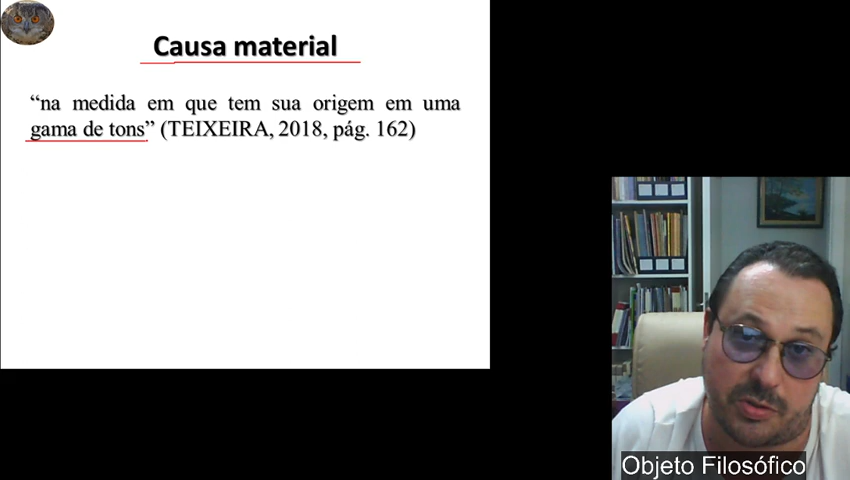 Causa material
“na medida em que tem sua origem em uma
gama de tons” (TEIXEIRA, 2018, pág. 162)
Objeto Filosófico